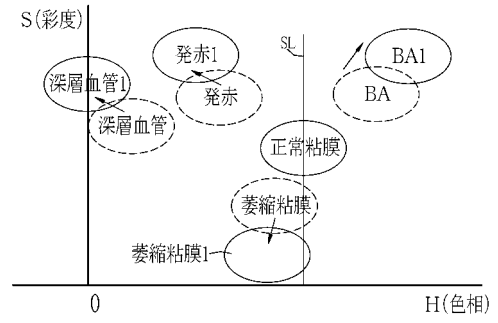 S(彩度)
SL
発赤1
BA1
深層血管1
発赤
BA
深層血管
正常粘膜
萎縮粘膜
萎縮粘膜1
0
H(色相)